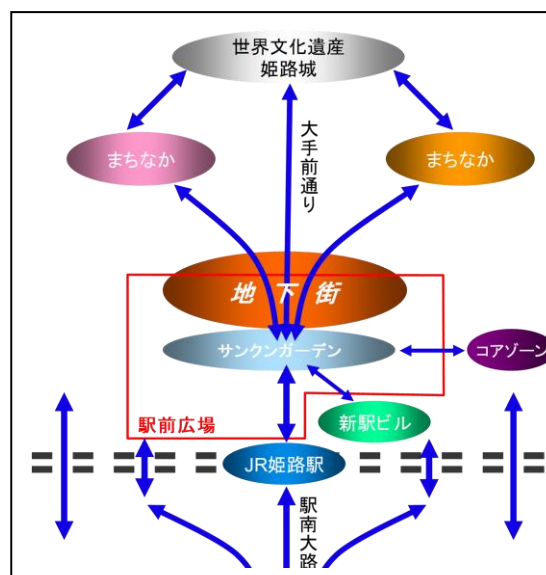 世界文化遺産
姫路城
大手前通り
まちなか
まちなか
地下街
サンクンガーデン
コアゾーン
駅前広場
新駅ビル
JR姫路駅
駅南大路